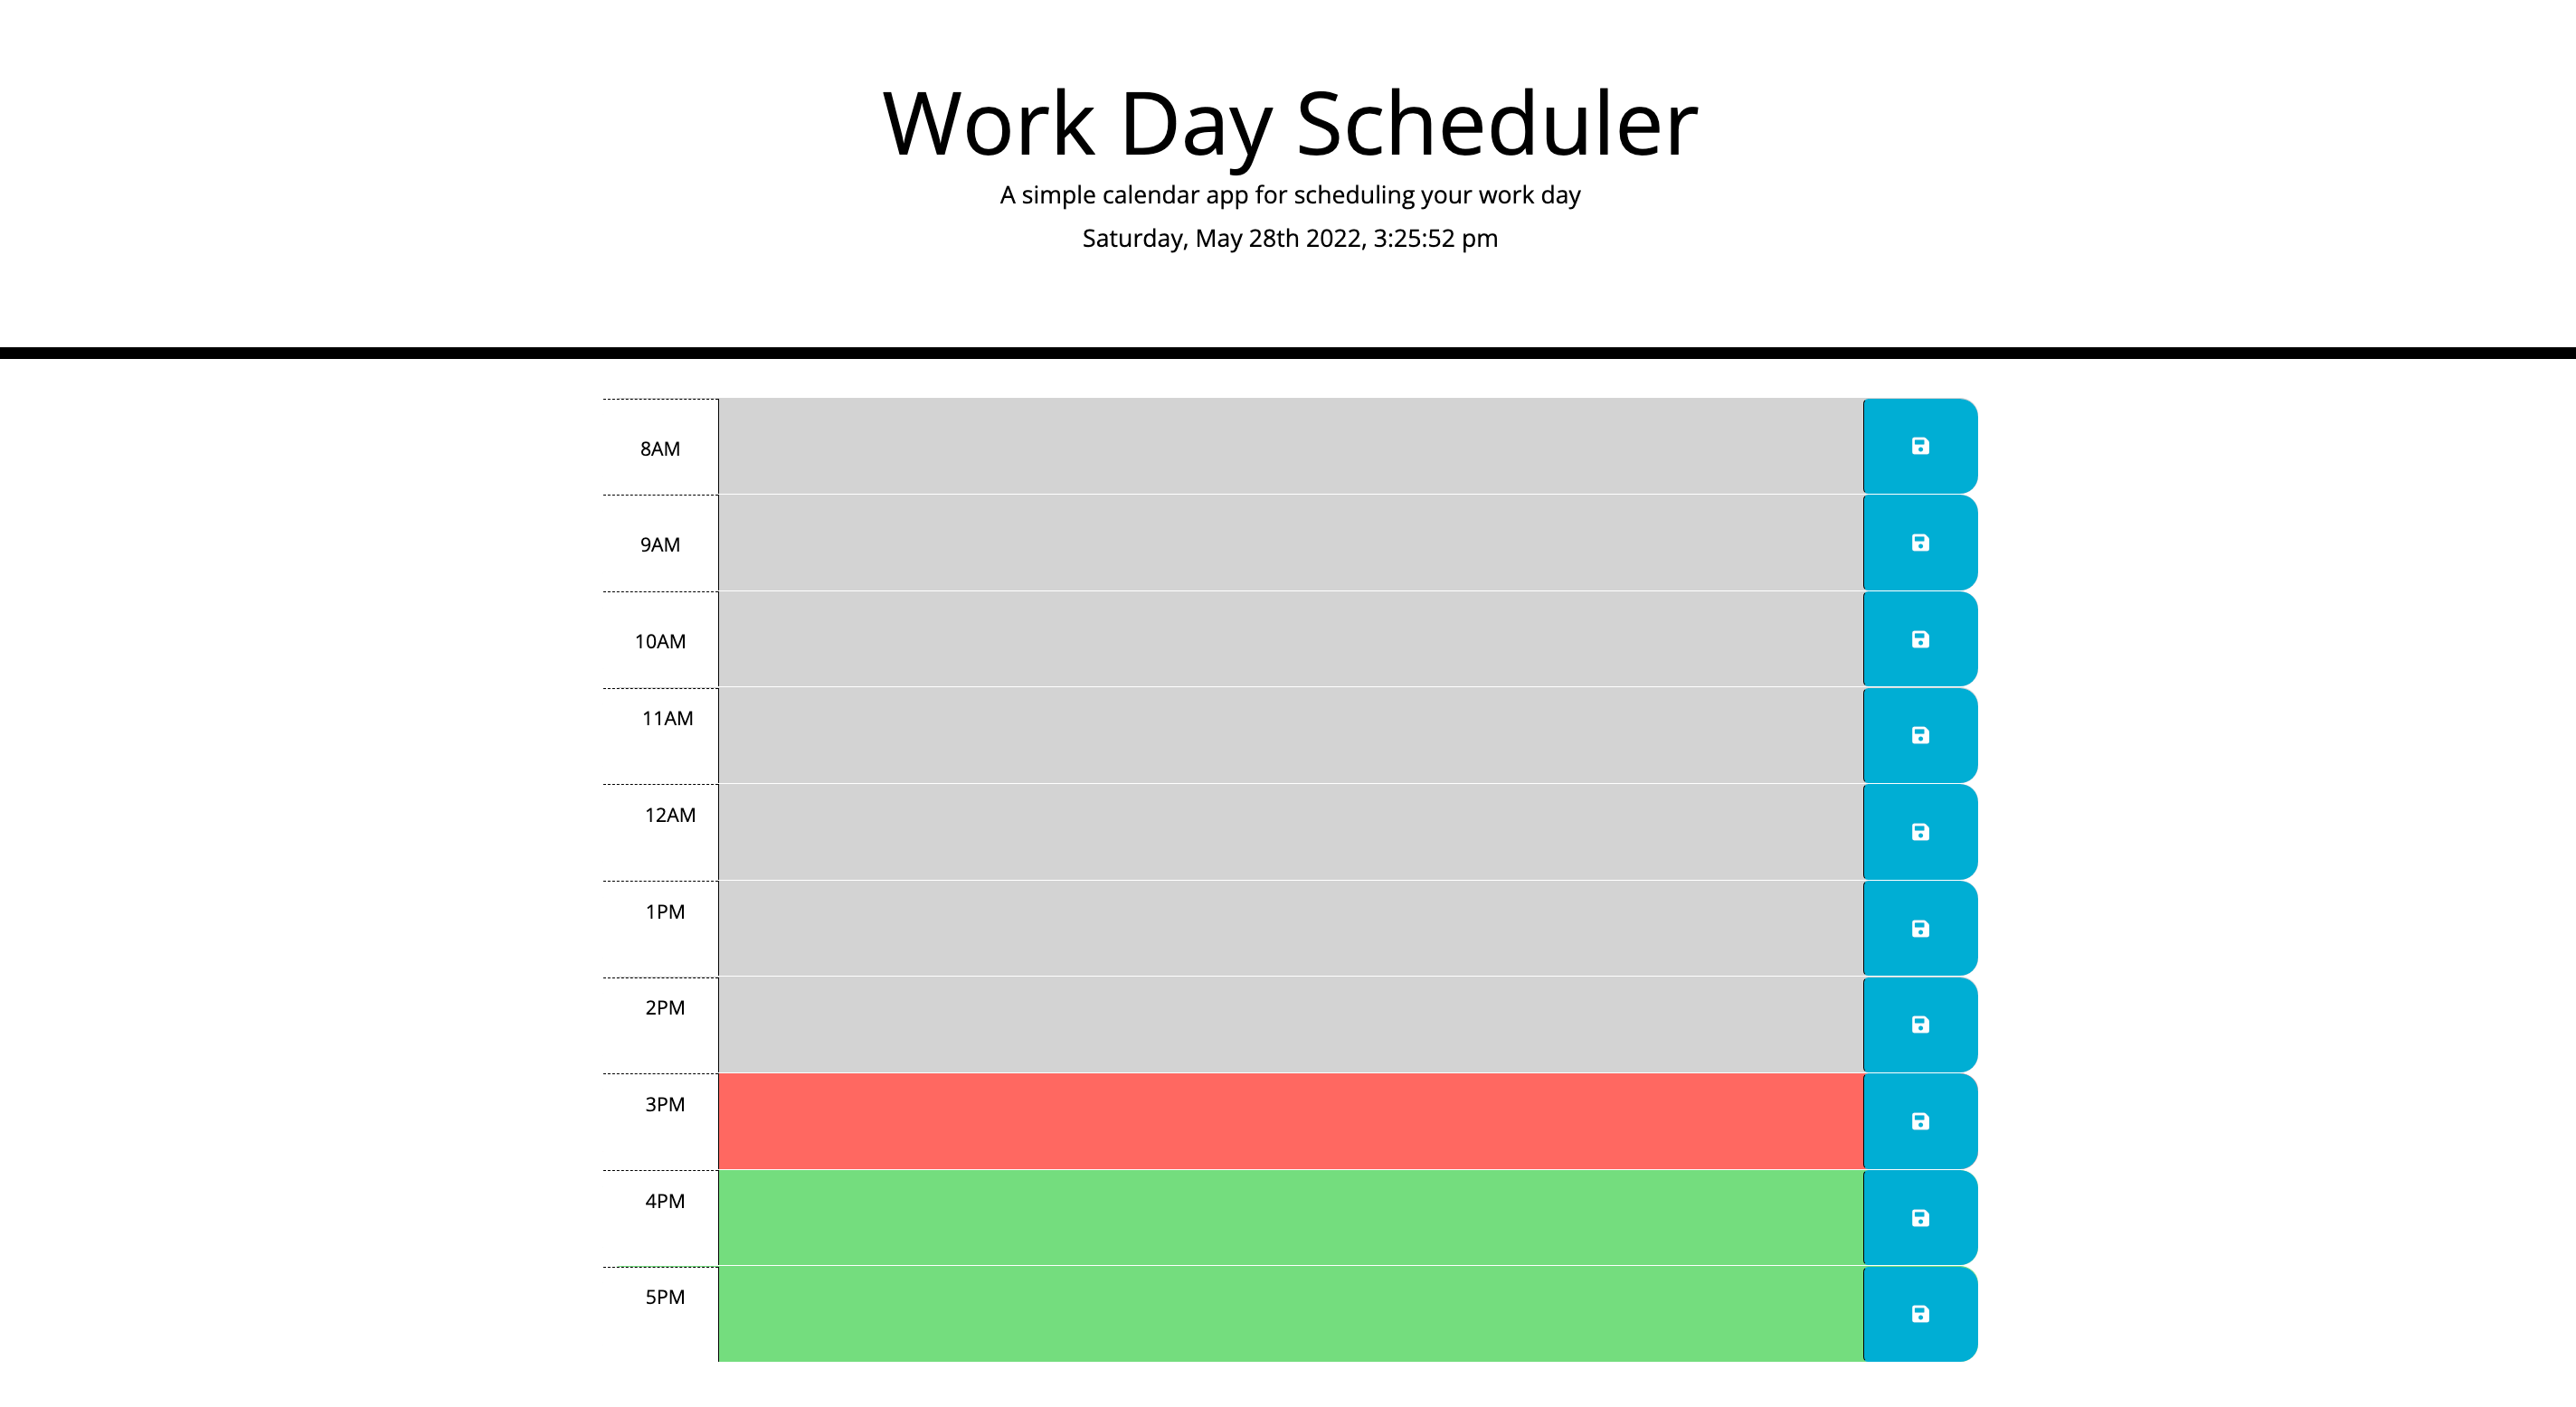 Work Day Scheduler
A simple calendar app for scheduling your work day
Saturday, May 28th 2022, 3:25:52 pm
8AM
9AM
10AM
11AM
12AM
1PM
2PM
3PM
4PM
5PM